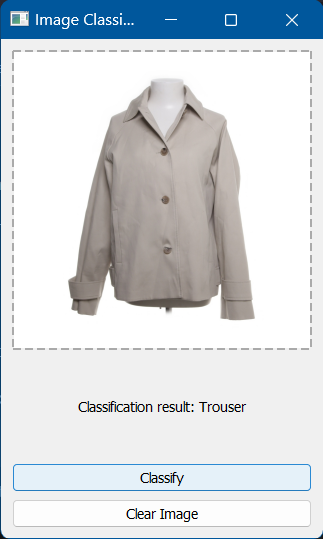 Image Classi...
Classification result: Trouser
Classify
Clear Image